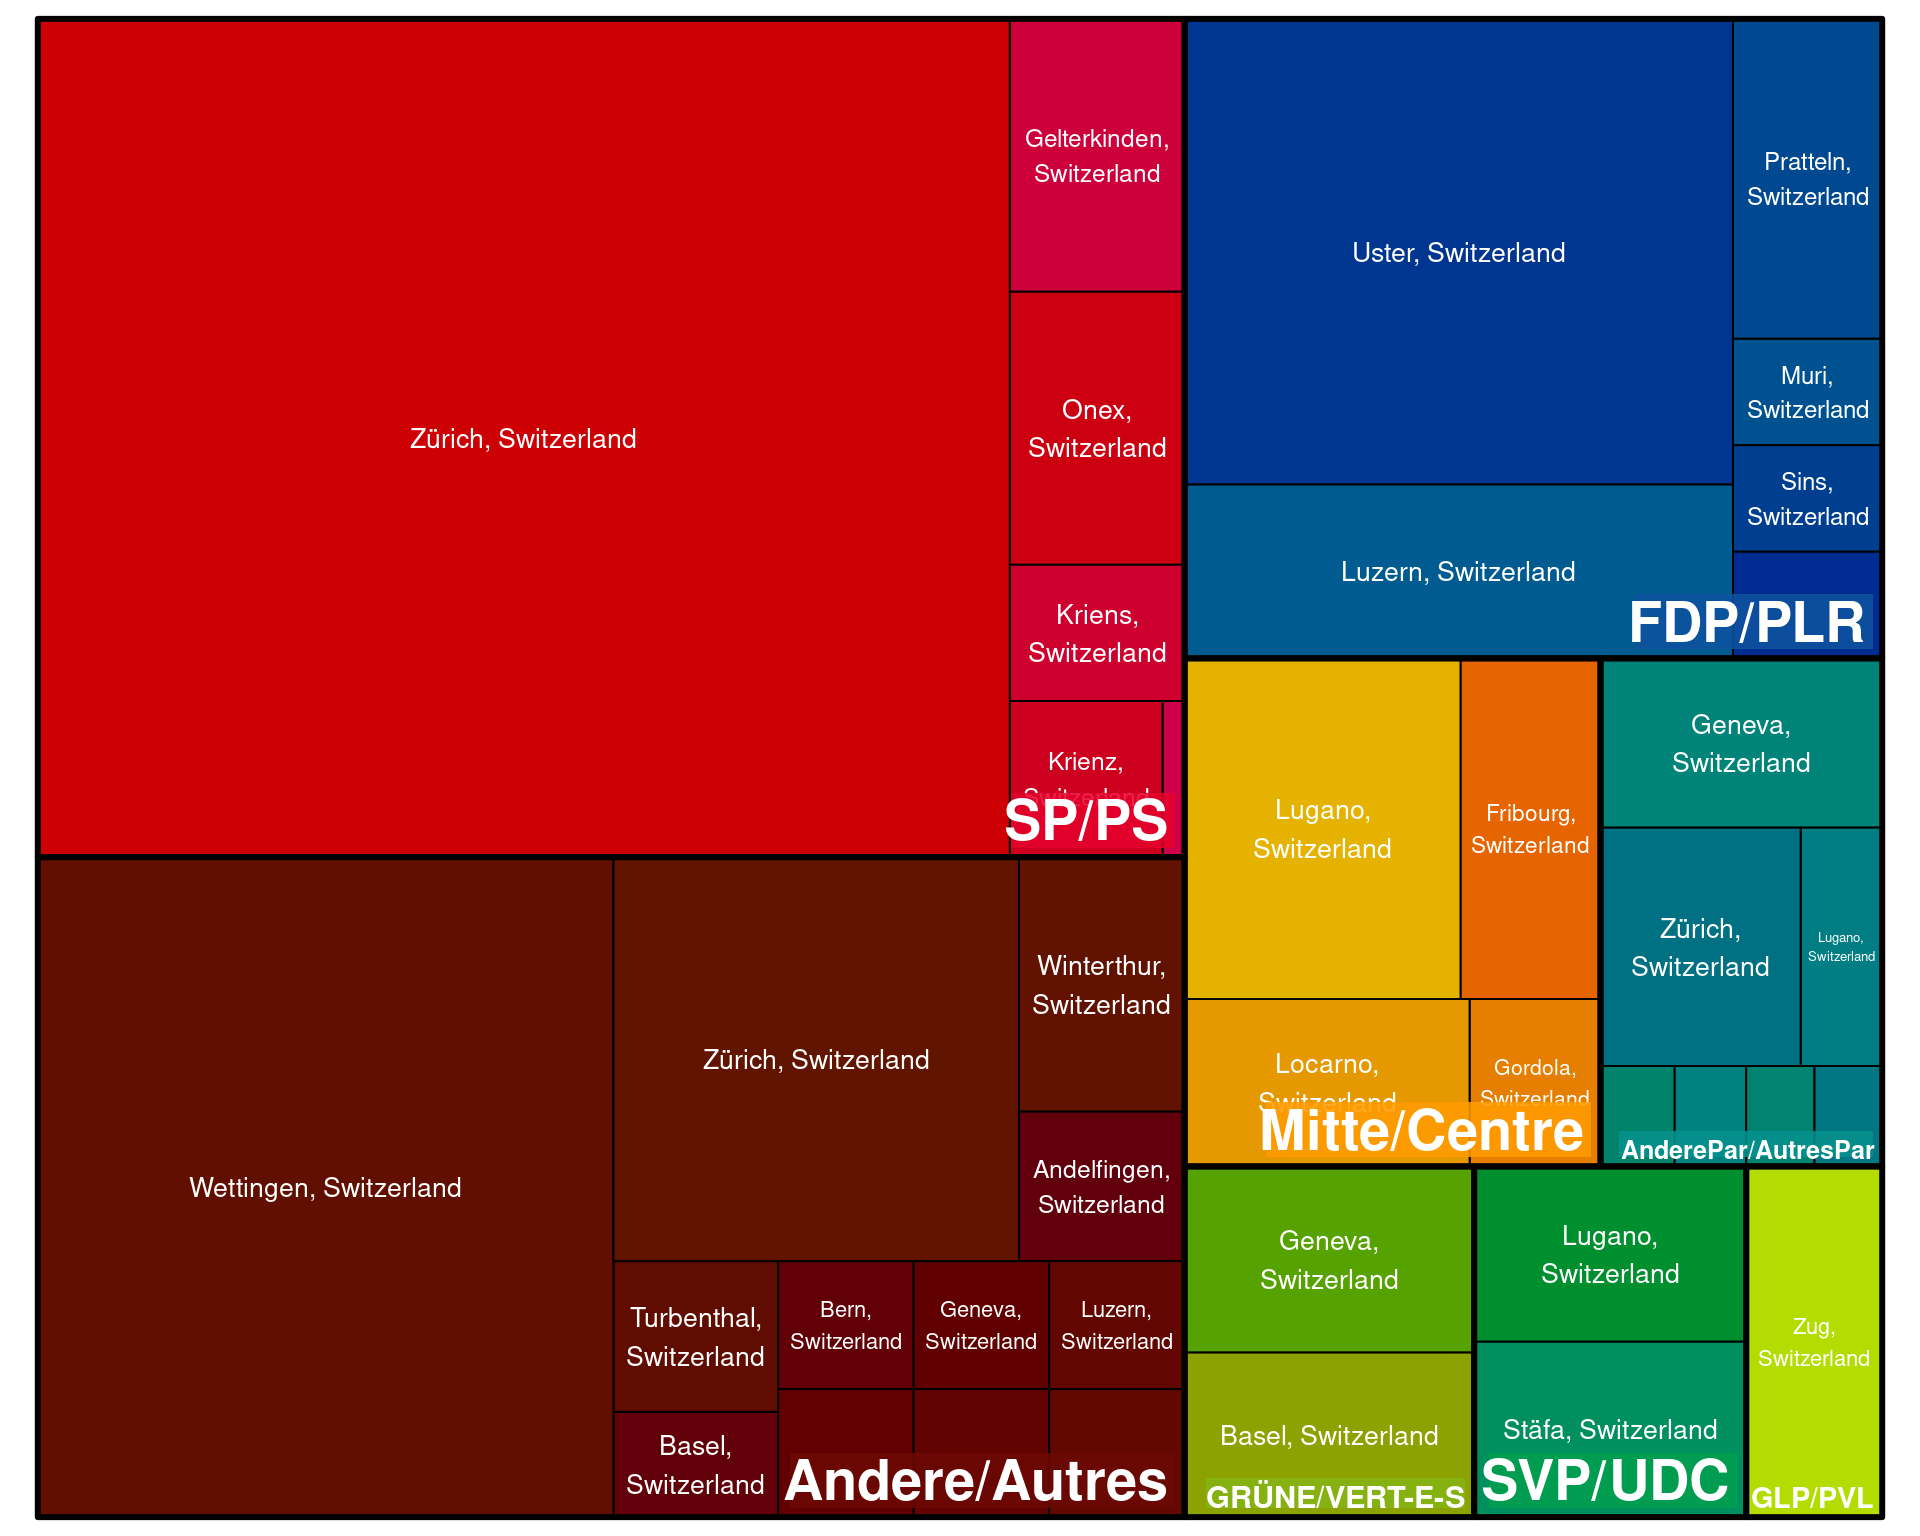 Zürich, Switzerland
Gelterkinden,
Switzerland
Onex,
Switzerland
Kriens,
Switzerland
Krienz,
Switzerland
SP/PS
Uster, Switzerland
Pratteln,
Switzerland
Muri,
Switzerland
Sins,
Switzerland
Luzern, Switzerland
FDP/PLR
Wettingen, Switzerland
Zürich, Switzerland
Winterthur,
Switzerland
Andelfingen,
Switzerland
Turbenthal,
Switzerland
Bern,
Switzerland
Geneva,
Switzerland
Luzern,
Switzerland
Basel,
Switzerland
Andere/Autres
Lugano,
Switzerland
Fribourg,
Switzerland
Locarno,
Switzerland
Gordola,
Switzerland
Mitte/Centre
Geneva,
Switzerland
Zürich,
Switzerland
Lugano,
Switzerland
AnderePar/AutresPar
Geneva,
Switzerland
Basel, Switzerland
GRÜNE/VERT-E-S
Lugano,
Switzerland
Stäfa, Switzerland
SVP/UDC
Zug,
Switzerland
GLP/PVL